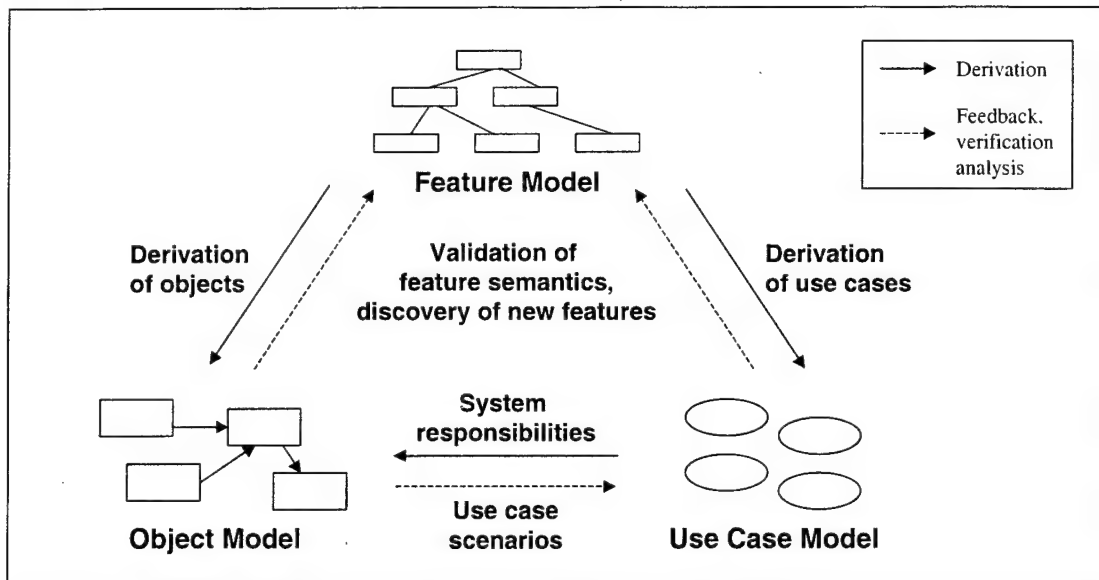 Derivation
Feedback,
verification
analysis
Feature Model
Derivation
of objects
Validation of
feature semantics,
discovery of new features
Derivation
of use cases
System
responsibilities
Use case
scenarios
Object Model
Use Case Model